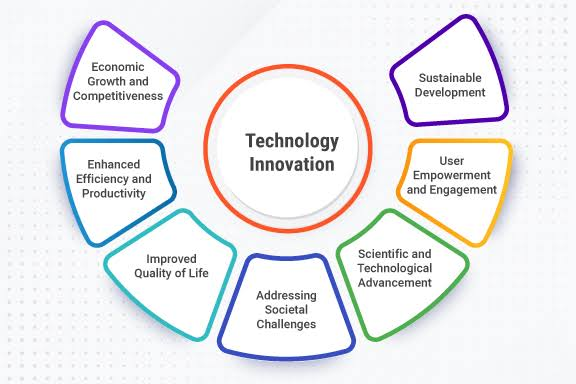 Economic
Growth and
Competitiveness
Enhanced
Efficiency and
Productivity
Improved
Quality of Life
Addressing
Societal
Challenges
Scientific and
Technological
Advancement
User
Empowerment
and Engagement
Sustainable
Development
Technology
Innovation